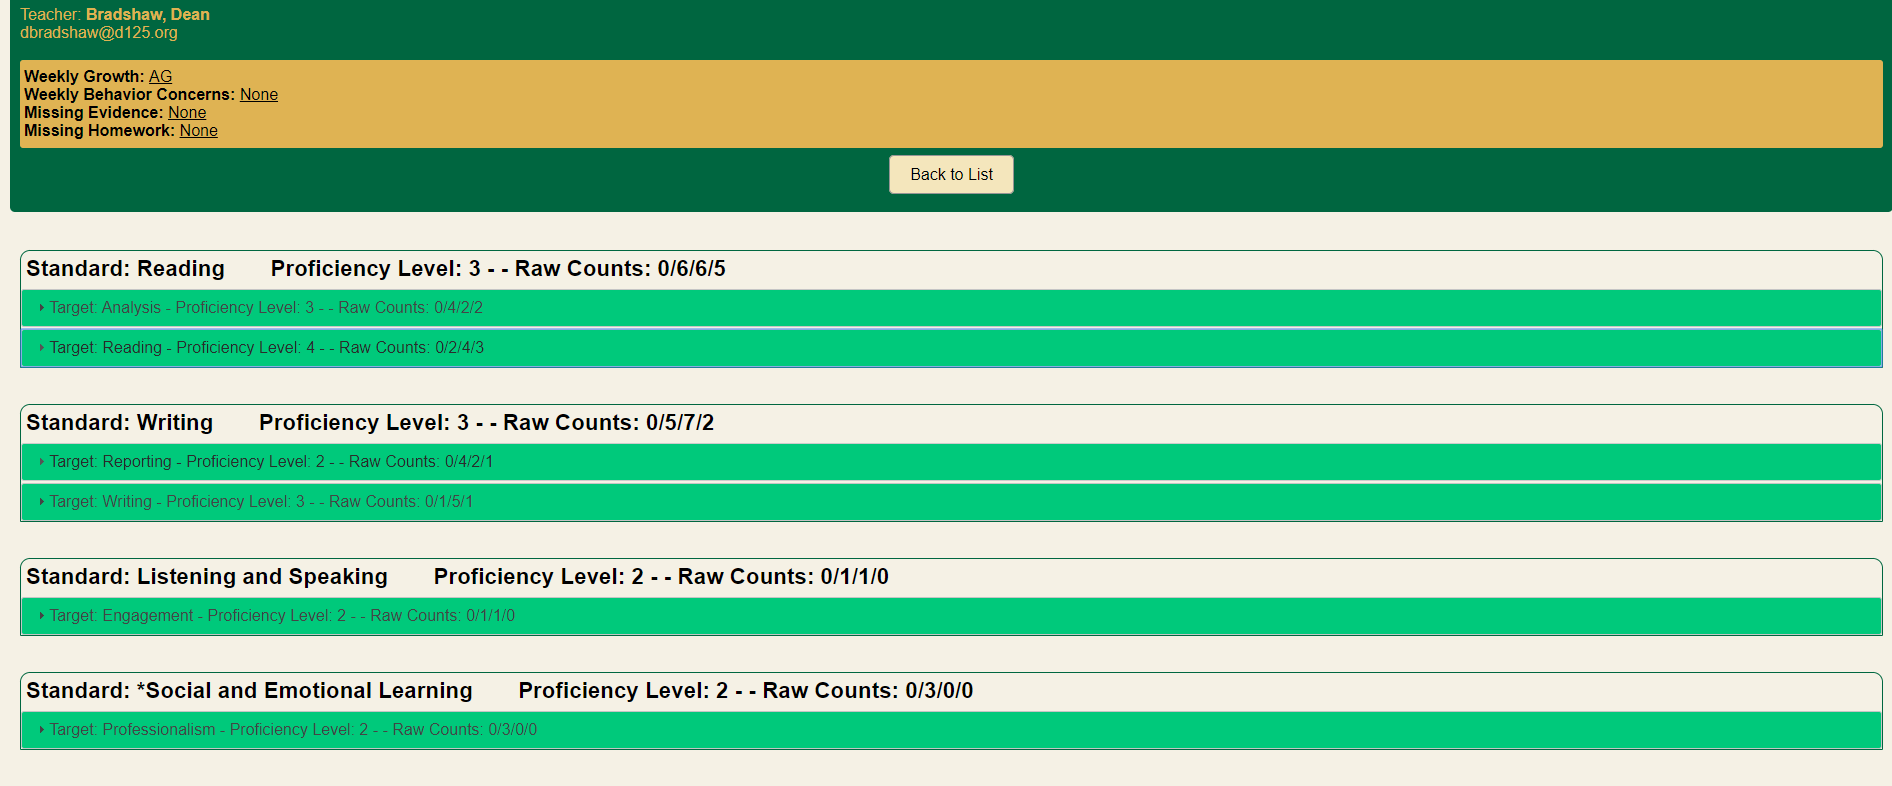 Teacher: Bradshaw, Dean
dbradshaw@d125.org
Weekly Growth: AG
Weekly Behavior Concerns: None
Missing Evidence: None
Missing Homework: None
Back to List
Standard: Reading Proficiency Level: 3 - - Raw Counts: 0/6/6/5
Target: Analysis - Proficiency Level: 3 - - Raw Counts: 0/4/2/2
Target: Reading - Proficiency Level: 4 - - Raw Counts: 0/2/4/3
Standard: Writing Proficiency Level: 3 - - Raw Counts: 0/5/7/2
Target: Reporting - Proficiency Level: 2 - - Raw Counts: 0/4/2/1
Target: Writing - Proficiency Level: 3 - - Raw Counts: 0/1/5/1
Standard: Listening and Speaking Proficiency Level: 2 - - Raw Counts: 0/1/1/0
Target: Engagement - Proficiency Level: 2 - - Raw Counts: 0/1/1/0
Standard: *Social and Emotional Learning Proficiency Level: 2 - - Raw Counts: 0/3/0/0
Target: Professionalism - Proficiency Level: 2 - - Raw Counts: 0/3/0/0